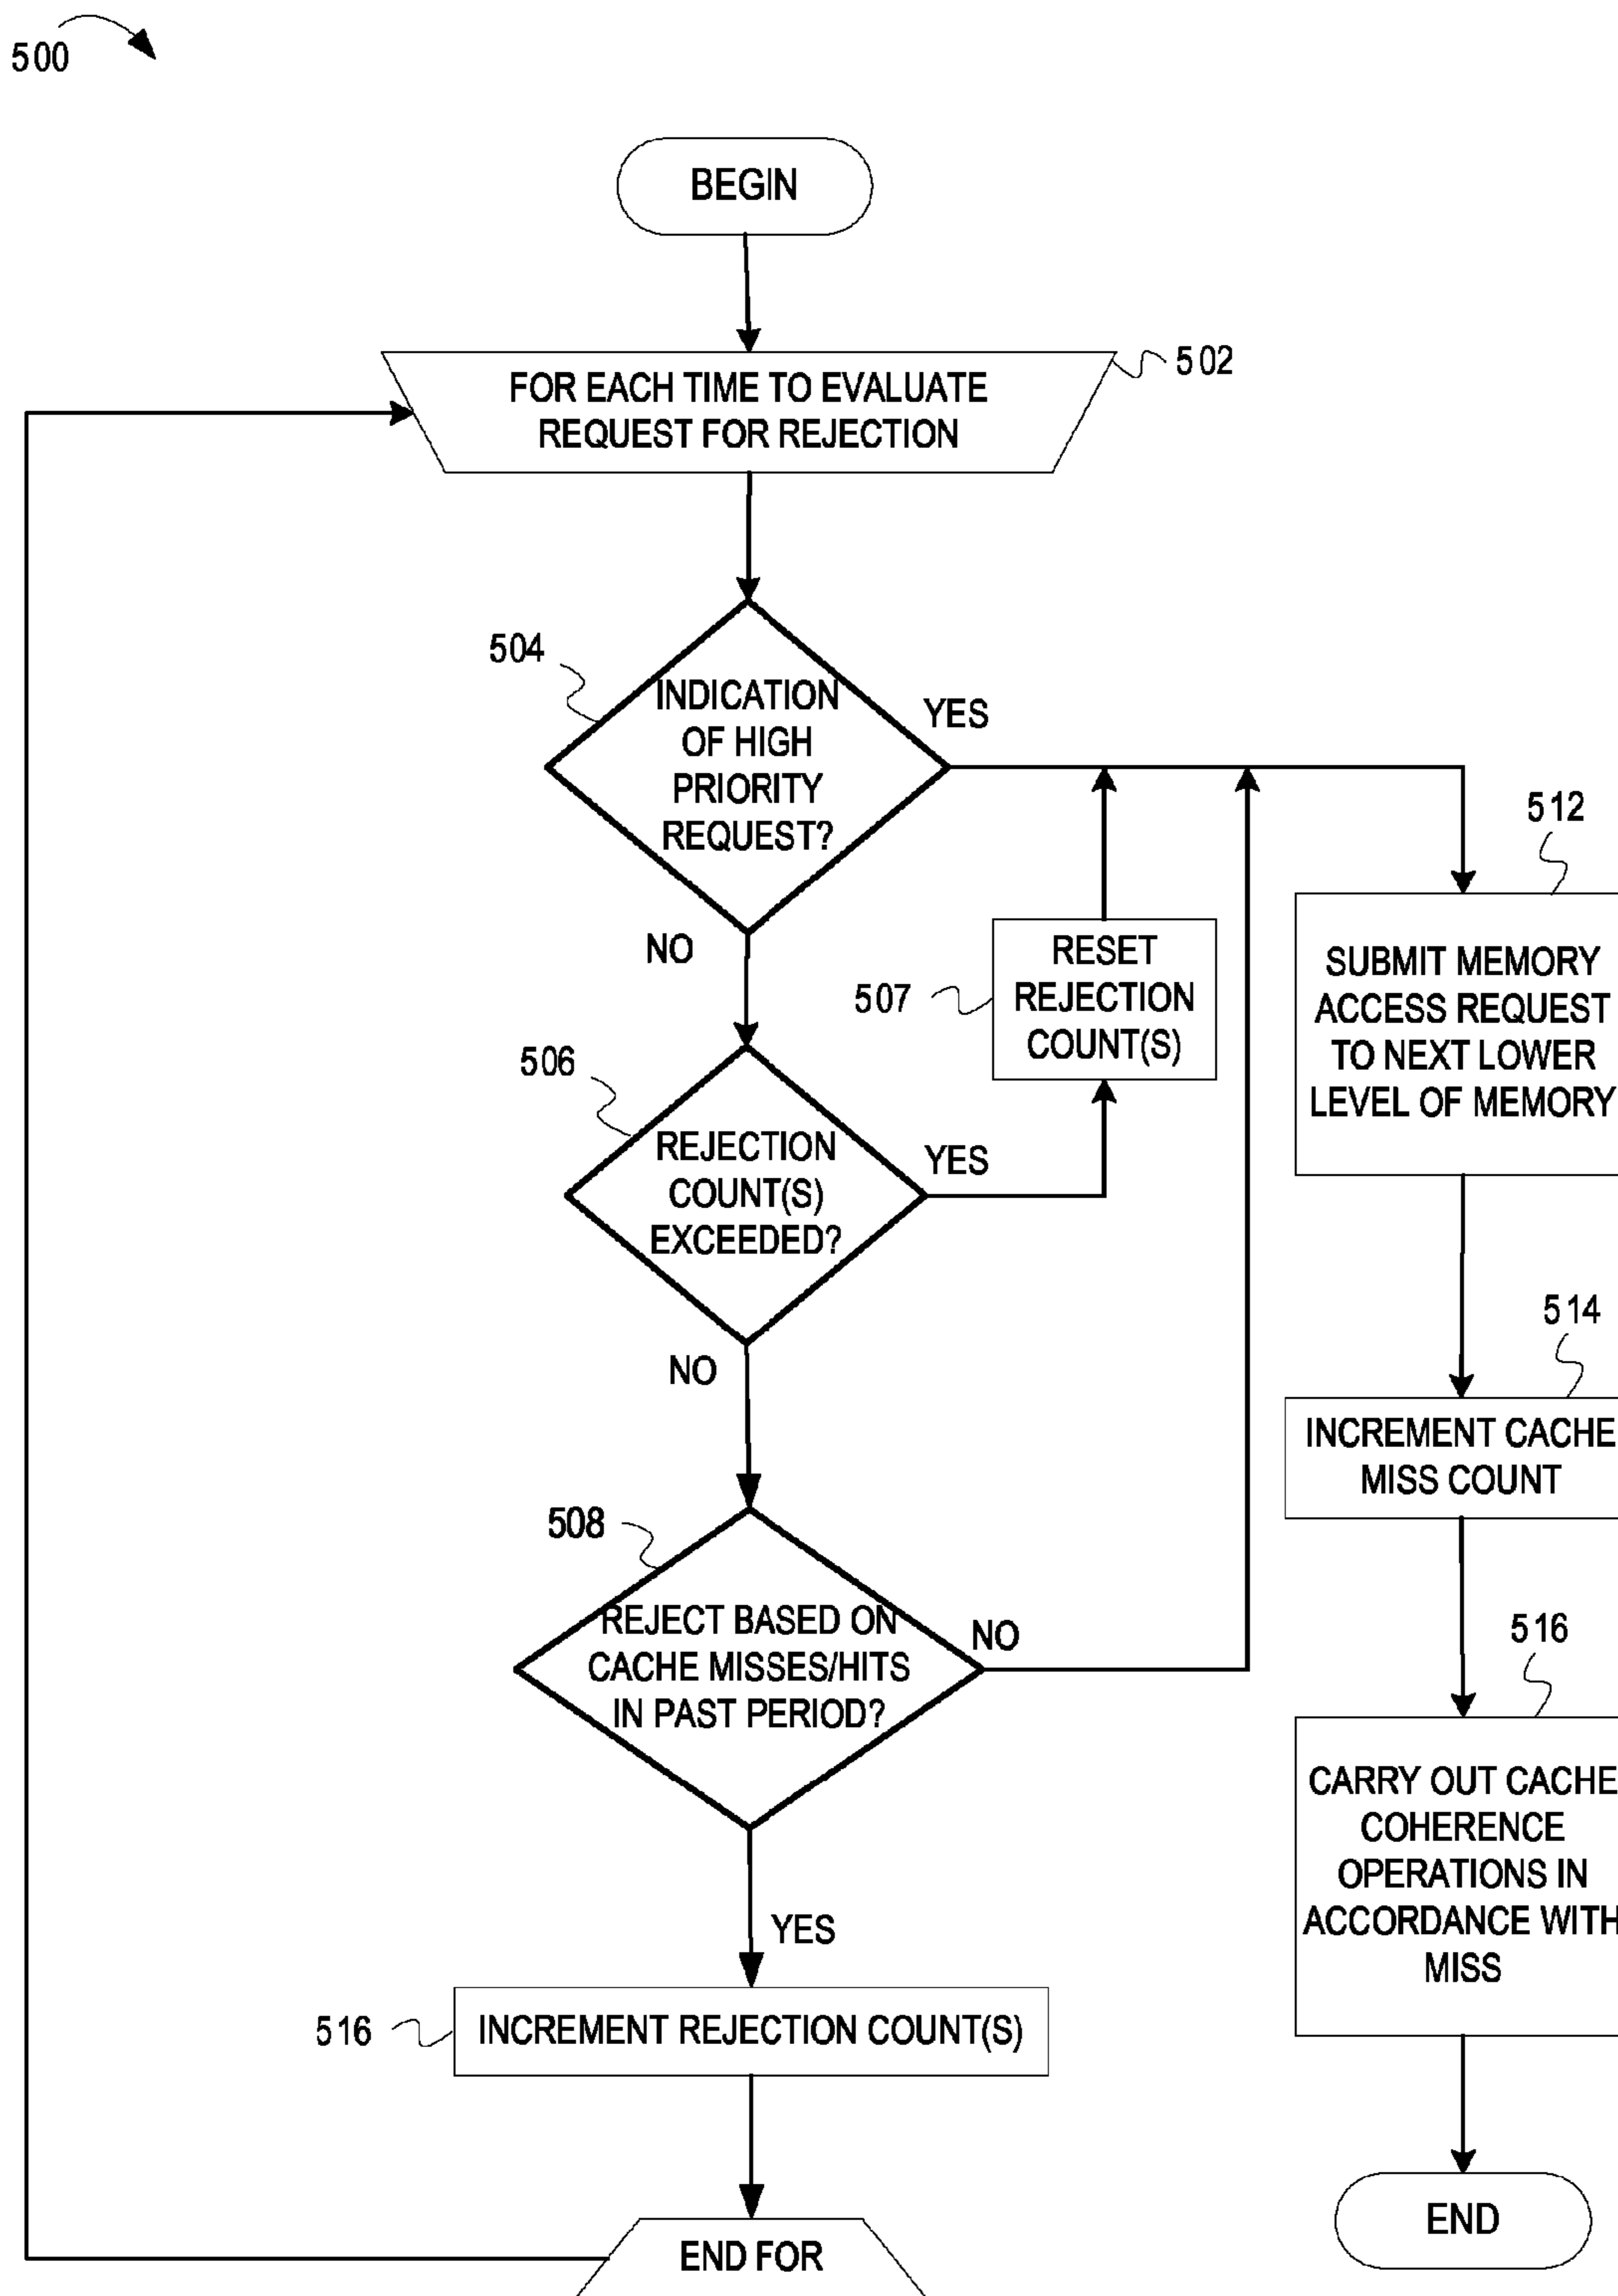 500
BEGIN
FOR EACH TIME TO EVALUATE
REQUEST FOR REJECTION
502
504
INDICATION
OF HIGH
PRIORITY
REQUEST?
YES
NO
506
REJECTION
COUNT(S)
EXCEEDED?
YES
NO
507
RESET
REJECTION
COUNT(S)
508
REJECT BASED ON
CACHE MISSES/HITS
IN PAST PERIOD?
NO
YES
516
INCREMENT REJECTION COUNT(S)
END FOR
512
SUBMIT MEMORY
ACCESS REQUEST
TO NEXT LOWER
LEVEL OF MEMORY
514
INCREMENT CACHE
MISS COUNT
516
CARRY OUT CACHE
COHERENCE
OPERATIONS IN
ACCORDANCE WITH
MISS
END